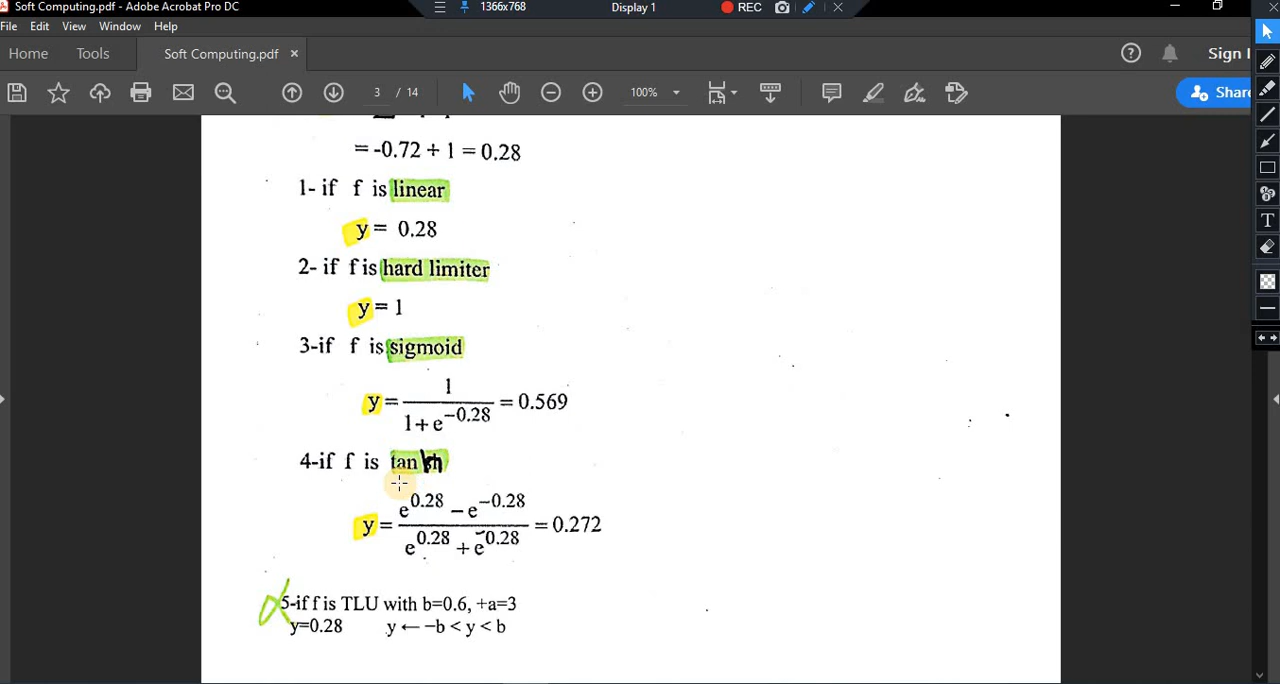 Soft Computing.pdf - Adobe Acrobat Pro DC
1366x768
Display 1
REC
File Edit View Window Help
Home Tools Soft Computing.pdf ×
Sign
3 / 14
100%
Share
= -0.72 + 1 = 0.28
1- if f is linear
y = 0.28
2- if f is hard limiter
y = 1
3-if f is sigmoid
y = 1 / (1+e^-0.28) = 0.569
4-if f is tanh
y = (e^0.28 − e^-0.28) / (e^0.28 + e^-0.28) = 0.272
5-if f is TLU with b=0.6, +a=3
y=0.28 y ← −b < y < b